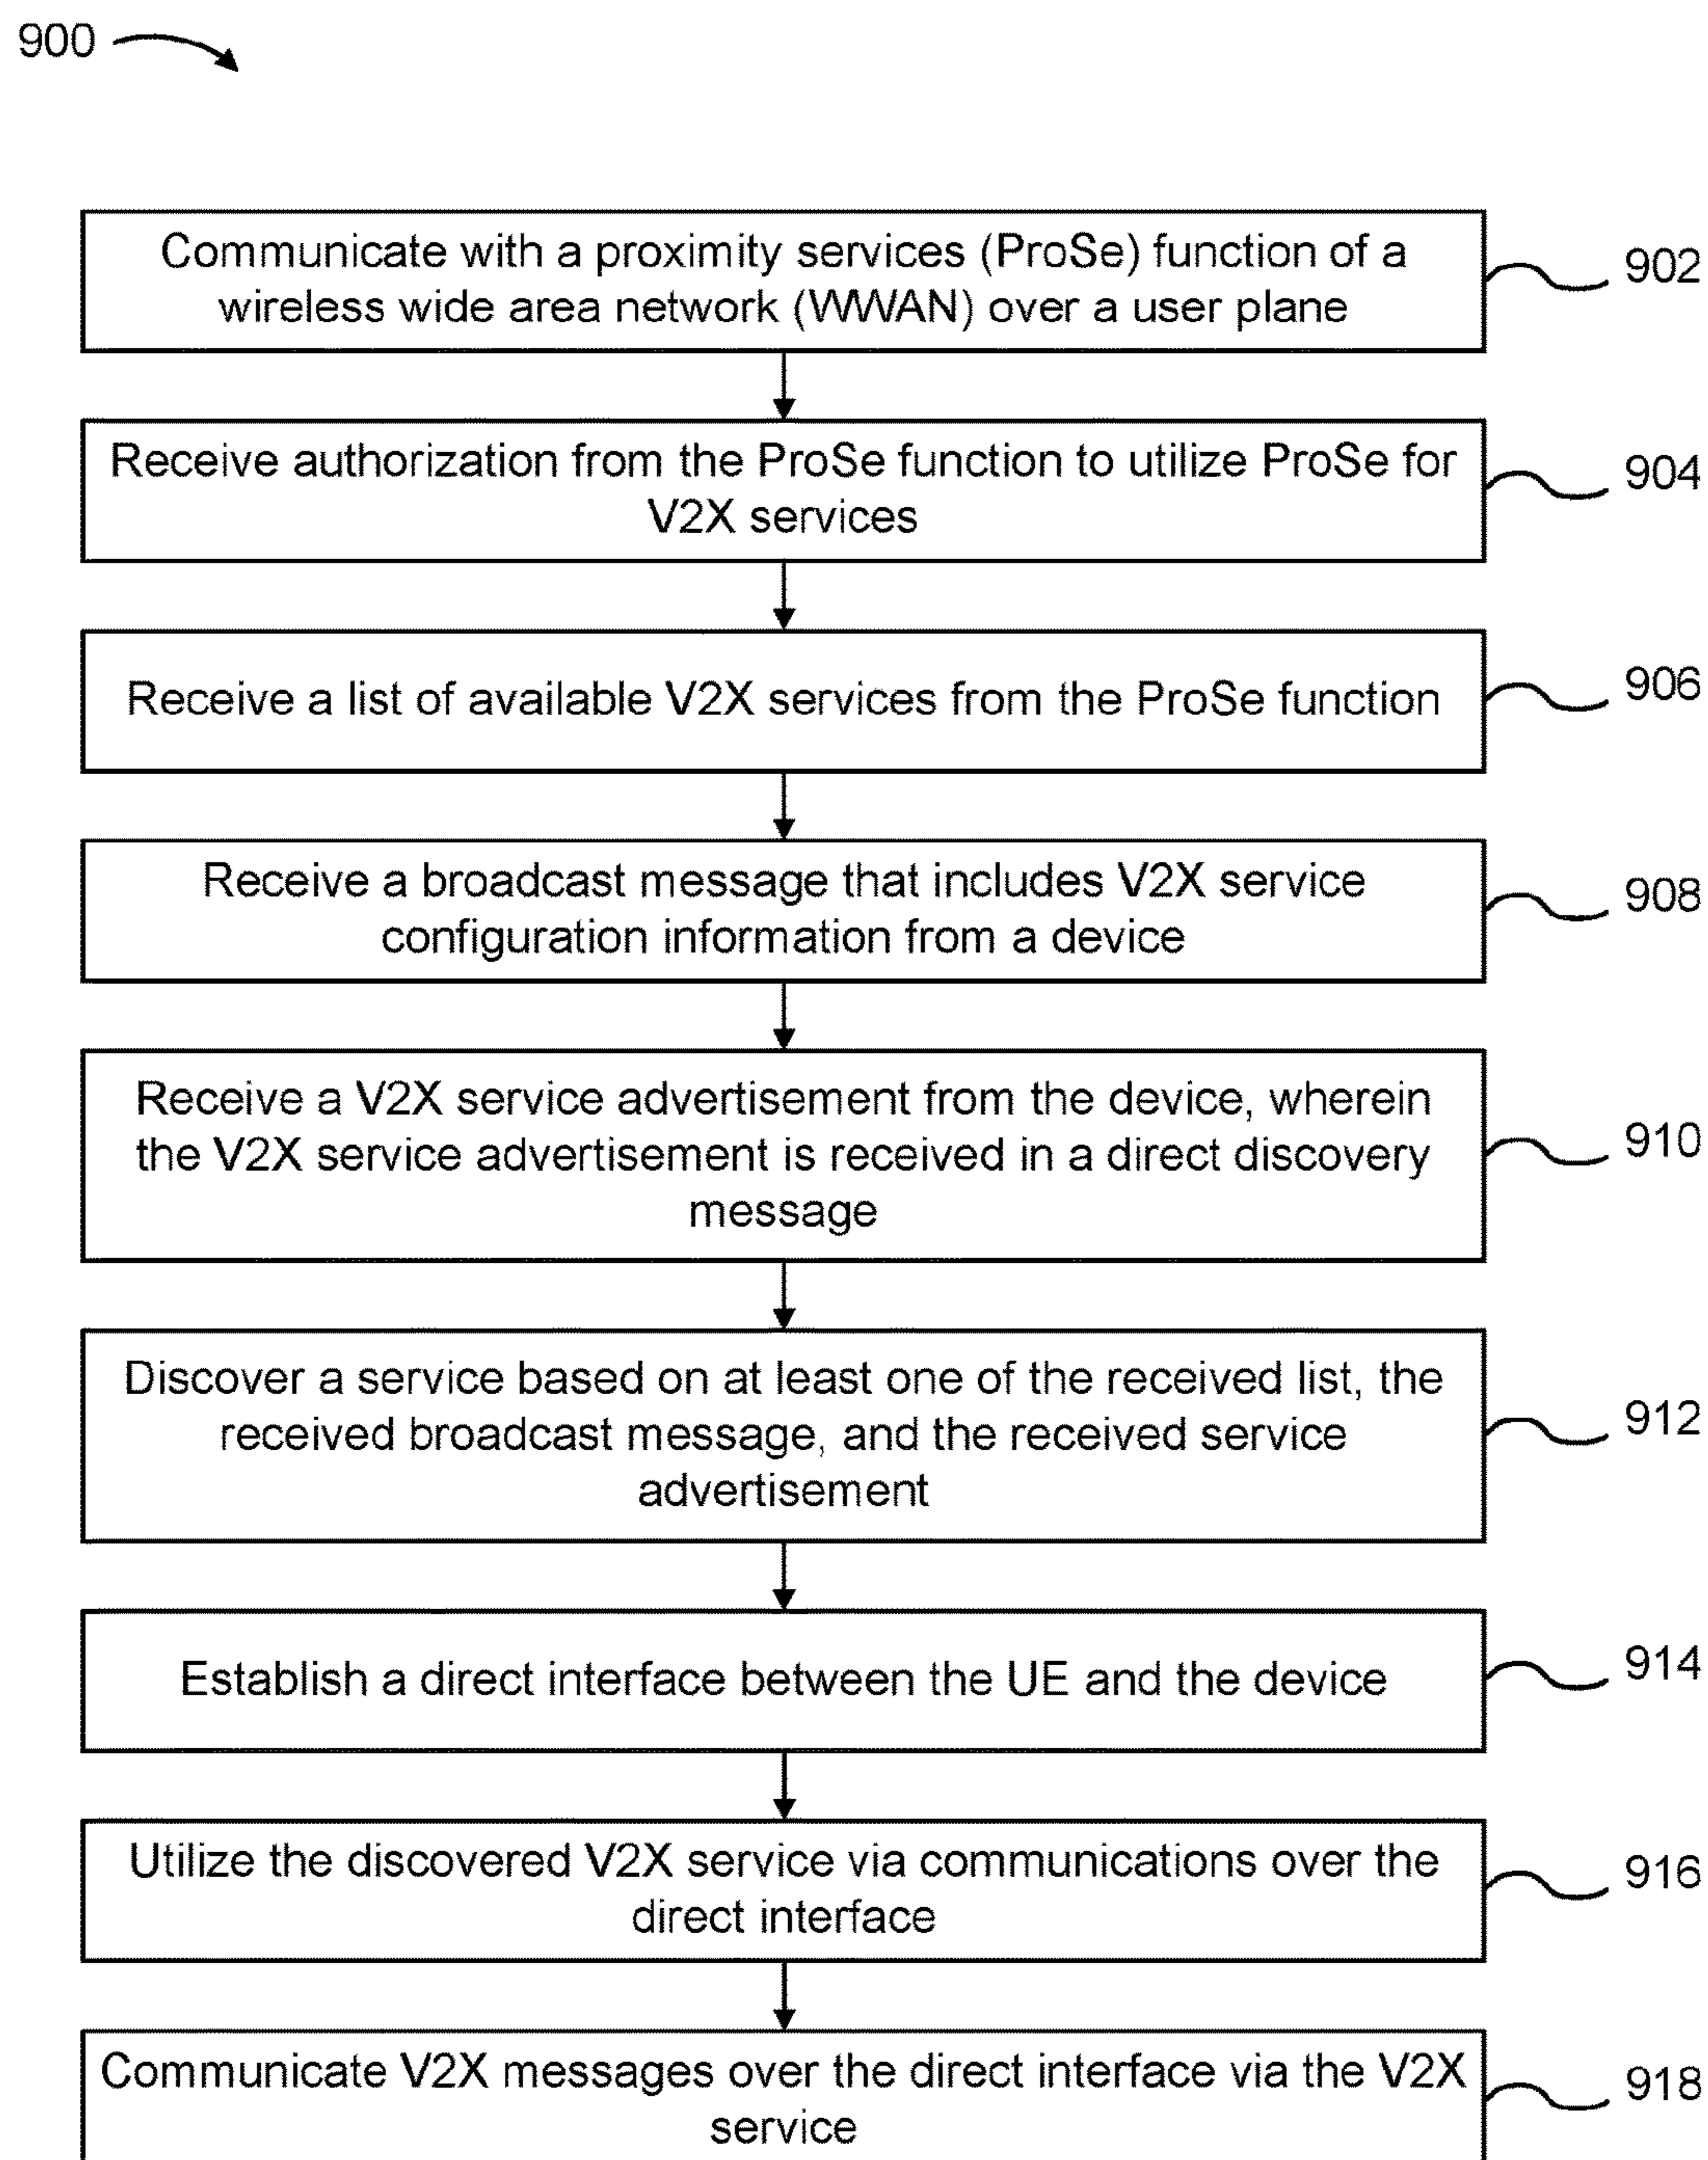 900
Communicate with a proximity services (ProSe) function of a
wireless wide area network (WWAN) over a user plane
902
Receive authorization from the ProSe function to utilize ProSe for
V2X services
904
Receive a list of available V2X services from the ProSe function
906
Receive a broadcast message that includes V2X service
configuration information from a device
908
Receive a V2X service advertisement from the device, wherein
the V2X service advertisement is received in a direct discovery
message
910
Discover a service based on at least one of the received list, the
received broadcast message, and the received service
advertisement
912
Establish a direct interface between the UE and the device
914
Utilize the discovered V2X service via communications over the
direct interface
916
Communicate V2X messages over the direct interface via the V2X
service
918